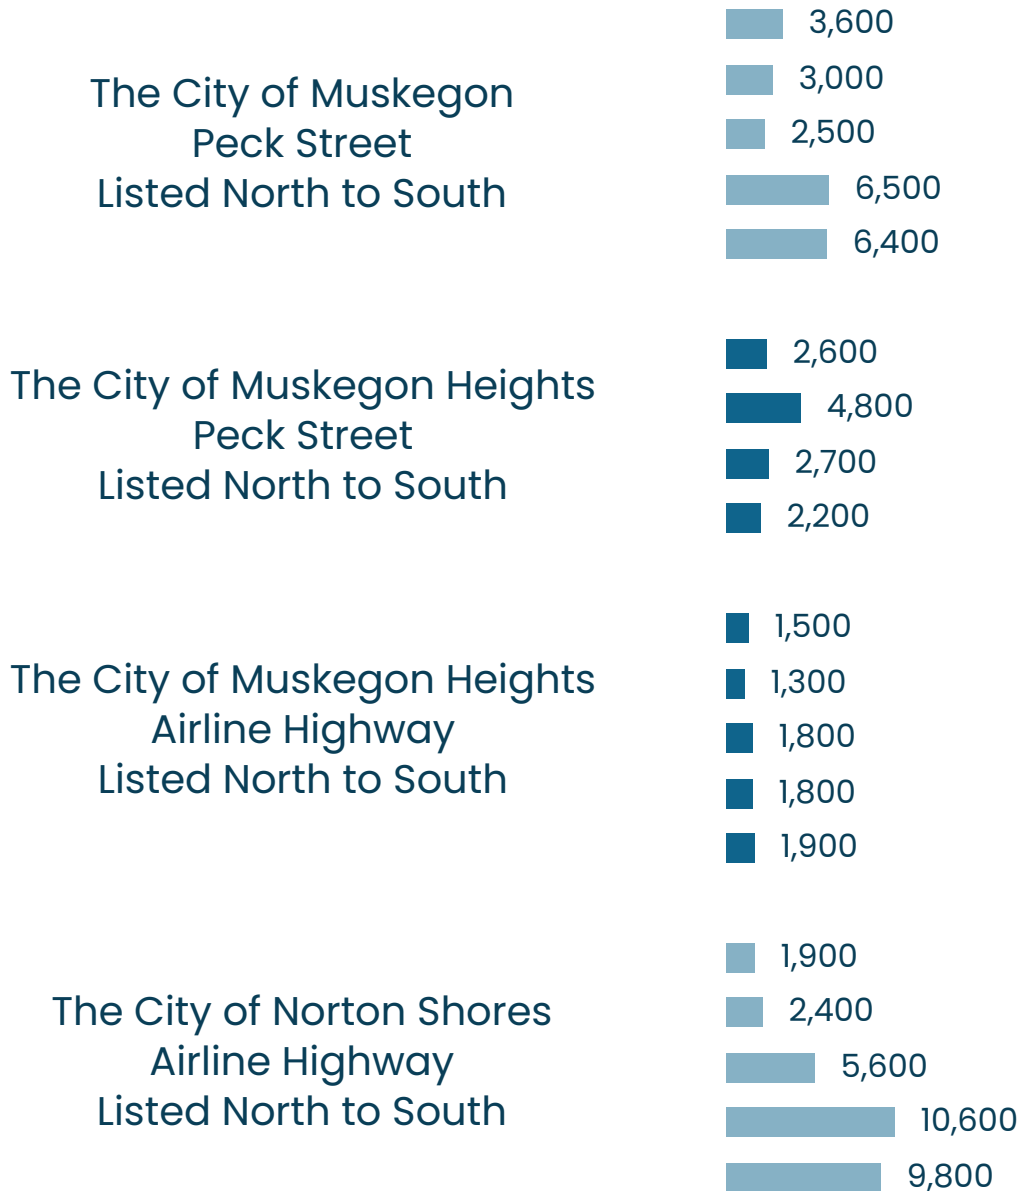 The City of Muskegon
Peck Street
Listed North to South
3,600
3,000
2,500
6,500
6,400
The City of Muskegon Heights
Peck Street
Listed North to South
2,600
4,800
2,700
2,200
The City of Muskegon Heights
Airline Highway
Listed North to South
1,500
1,300
1,800
1,800
1,900
The City of Norton Shores
Airline Highway
Listed North to South
1,900
2,400
5,600
10,600
9,800